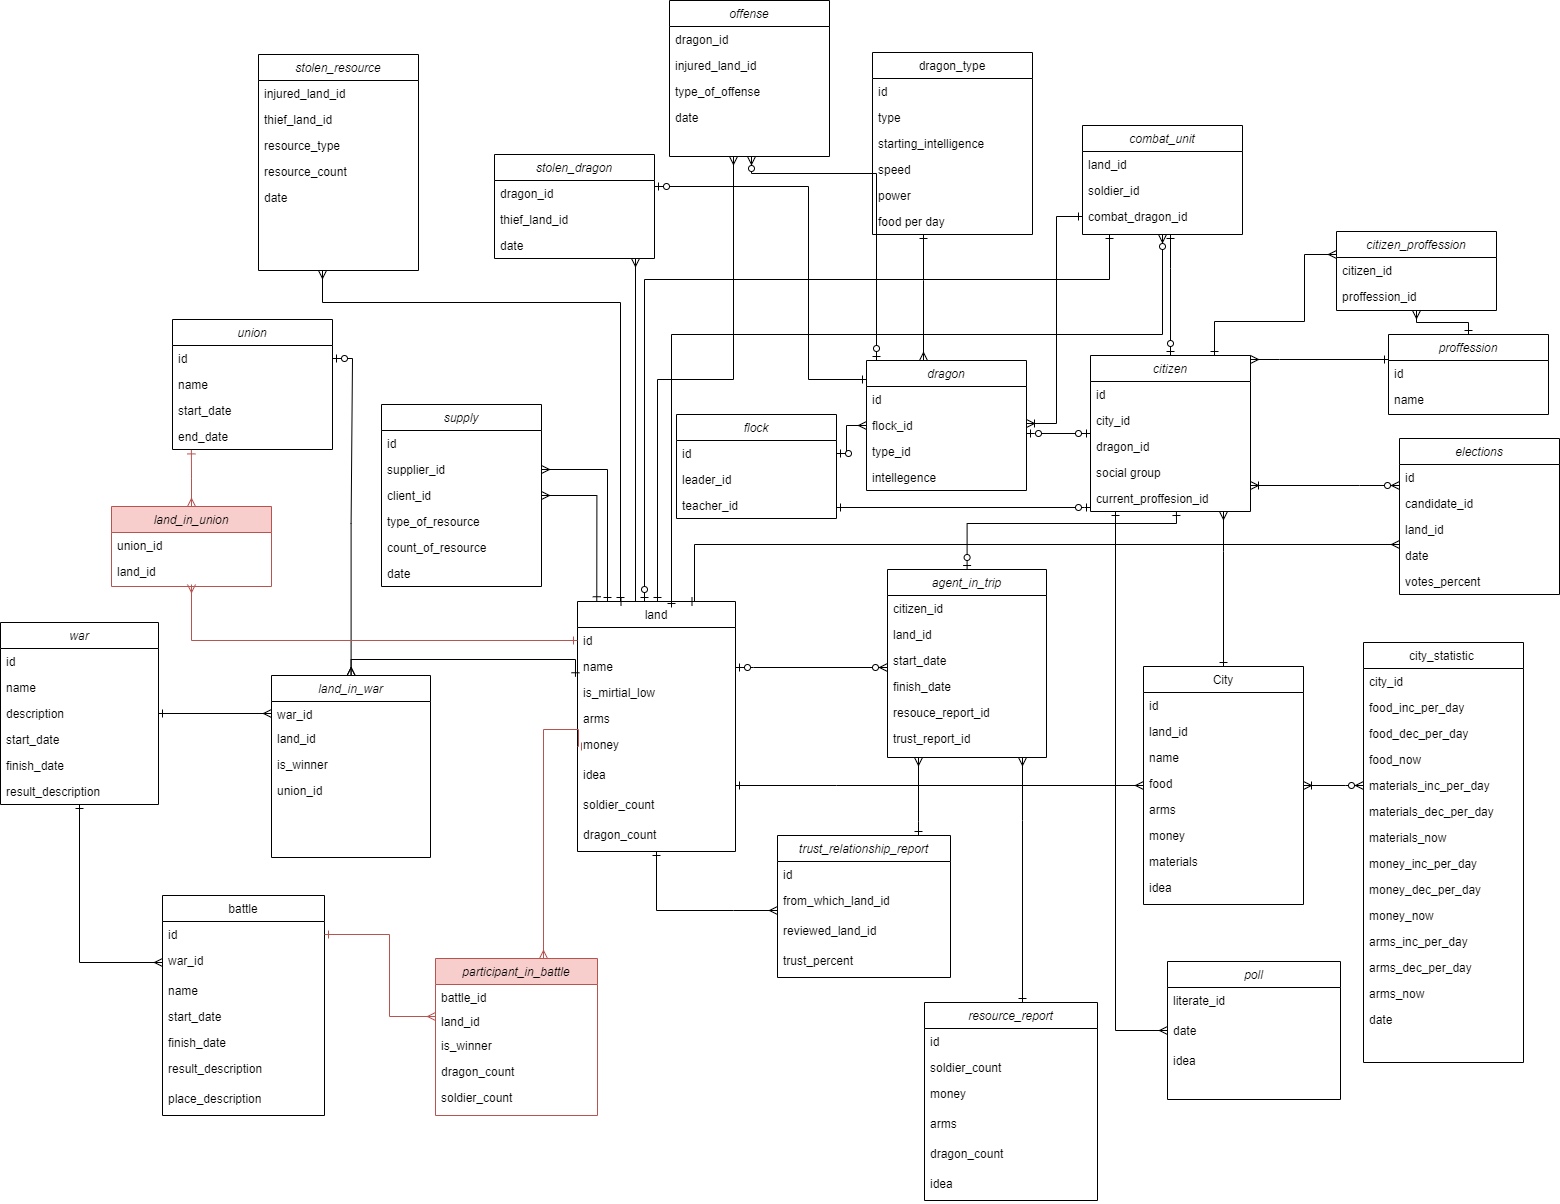 offense
dragon_id
injured_land_id
type_of_offense
date
stolen_resource
injured_land_id
thief_land_id
resource_type
resource_count
date
dragon_type
id
type
starting_intelligence
speed
power
food per day
stolen_dragon
dragon_id
thief_land_id
date
combat_unit
land_id
soldier_id
combat_dragon_id
citizen_proffession
citizen_id
proffession_id
union
id
name
start_date
end_date
proffession
id
name
dragon
id
flock_id
type_id
intellegence
citizen
id
city_id
dragon_id
social group
current_proffesion_id
supply
id
supplier_id
client_id
type_of_resource
count_of_resource
date
flock
id
leader_id
teacher_id
elections
id
candidate_id
land_id
date
votes_percent
land_in_union
union_id
land_id
agent_in_trip
citizen_id
land_id
start_date
finish_date
resouce_report_id
trust_report_id
land
id
name
is_mirtial_low
arms
money
idea
soldier_count
dragon_count
war
id
name
description
start_date
finish_date
result_description
land_in_war
war_id
land_id
is_winner
union_id
City
id
land_id
name
food
arms
money
materials
idea
city_statistic
city_id
food_inc_per_day
food_dec_per_day
food_now
materials_inc_per_day
materials_dec_per_day
materials_now
money_inc_per_day
money_dec_per_day
money_now
arms_inc_per_day
arms_dec_per_day
arms_now
date
trust_relationship_report
id
from_which_land_id
reviewed_land_id
trust_percent
battle
id
war_id
name
start_date
finish_date
result_description
place_description
participant_in_battle
battle_id
land_id
is_winner
dragon_count
soldier_count
poll
literate_id
date
idea
resource_report
id
soldier_count
money
arms
dragon_count
idea